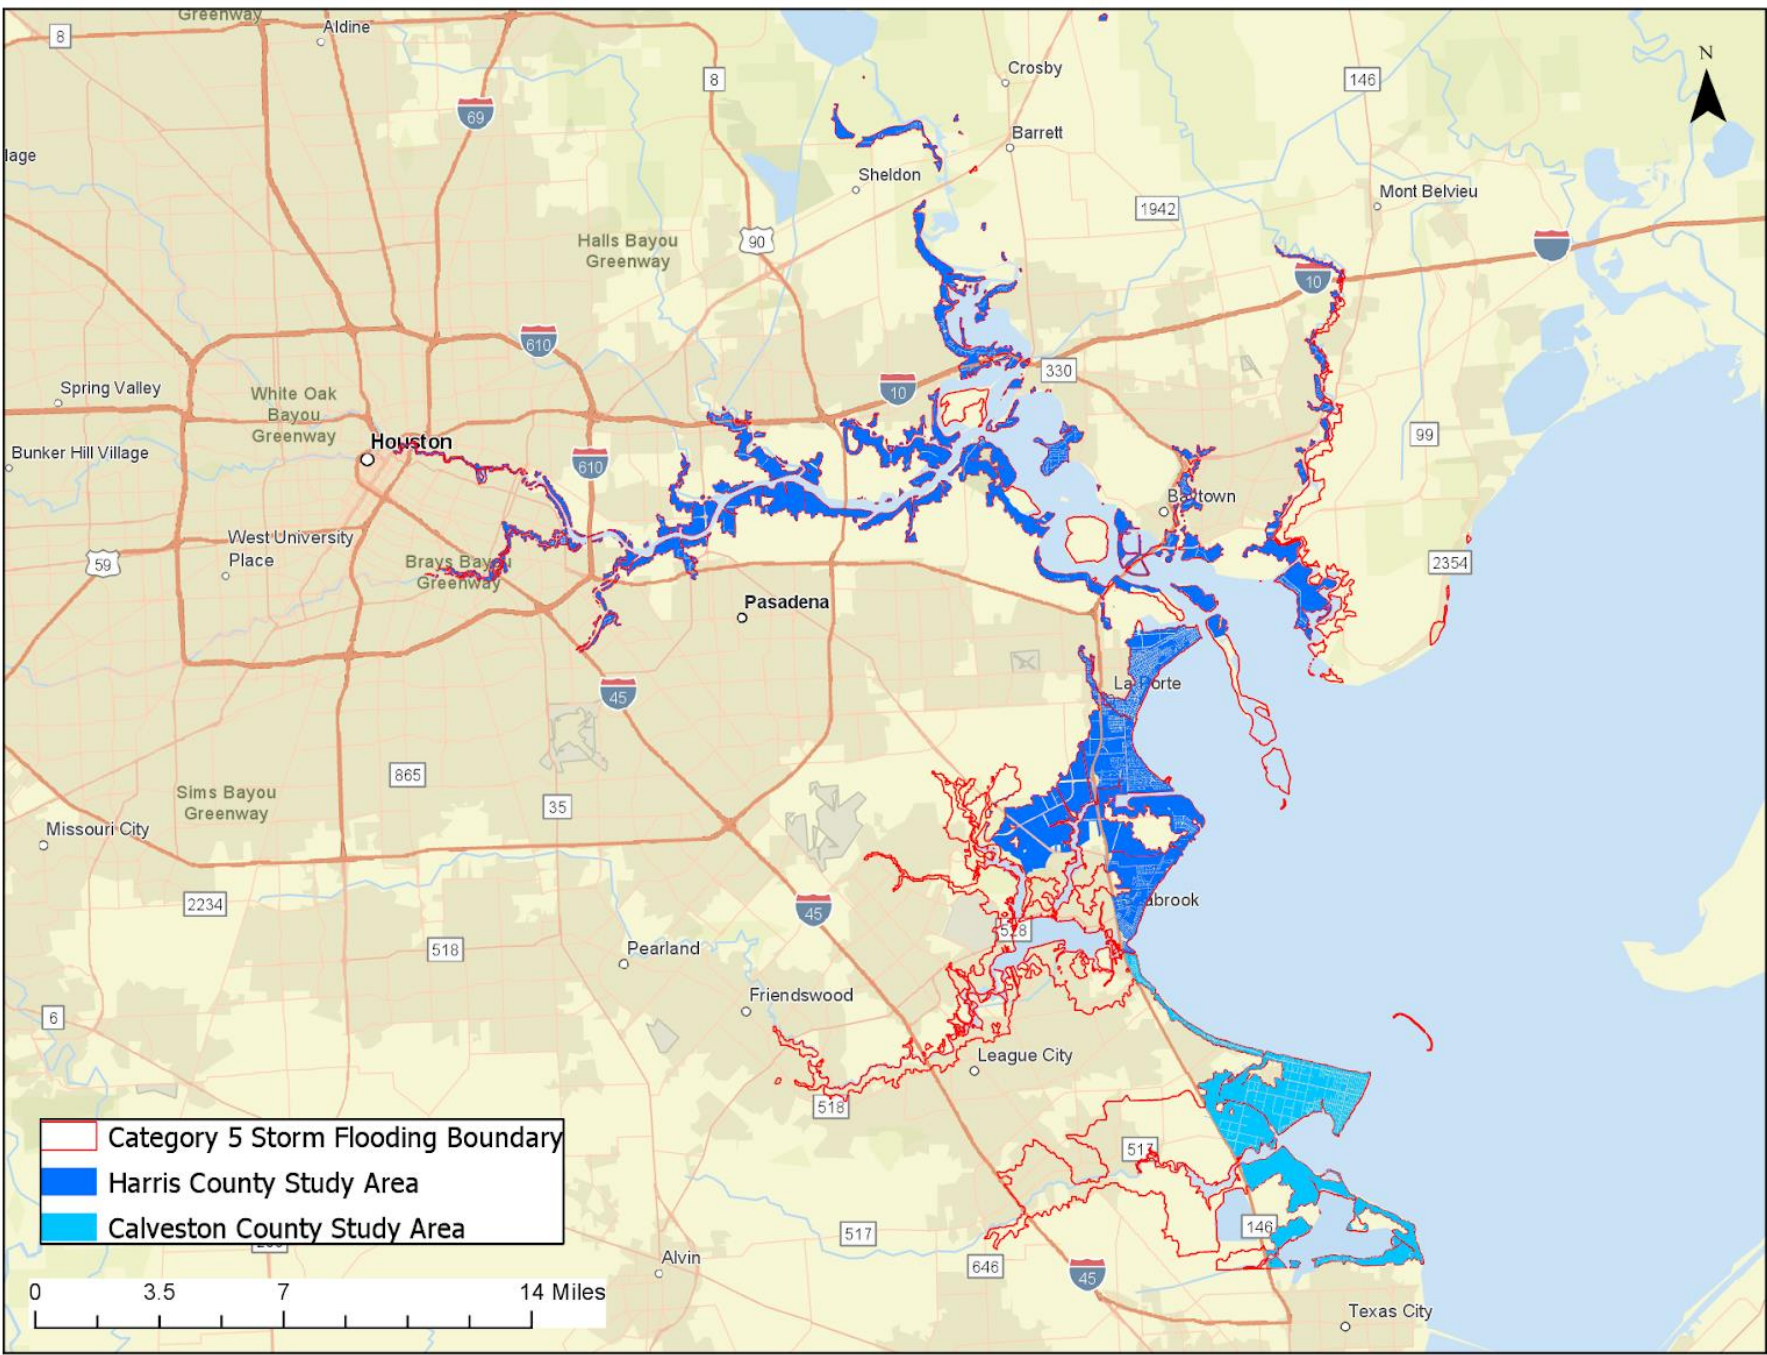 Greenway
Aldine
8
8
Crosby
146
N
69
Barrett
lage
Sheldon
Mont Belvieu
1942
90
Halls Bayou
Greenway
10
610
330
Spring Valley
10
White Oak
Bayou
Greenway
99
Houston
Bunker Hill Village
610
Baytown
West University
Place
59
Brays Bayou
Greenway
2354
Pasadena
La Porte
45
865
Sims Bayou
Greenway
35
Missouri City
2234
45
abrook
528
518
Pearland
Friendswood
6
League City
518
517
Category 5 Storm Flooding Boundary
Harris County Study Area
Calveston County Study Area
517
146
Alvin
646
45
0 3.5 7 14 Miles
Texas City